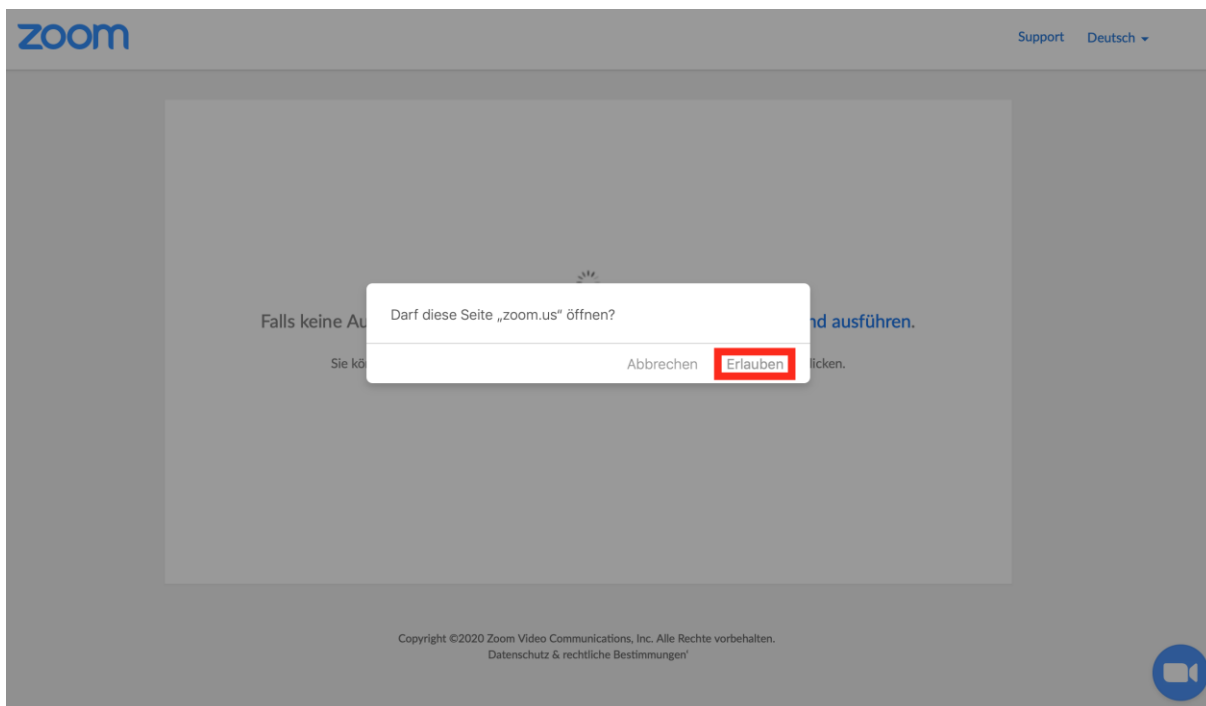 zoom
Support Deutsch
Falls keine Au nd ausführen.
Darf diese Seite „zoom.us“ öffnen?
Sie kö licken.
Abbrechen Erlauben
Copyright ©2020 Zoom Video Communications, Inc. Alle Rechte vorbehalten.
Datenschutz & rechtliche Bestimmungen'